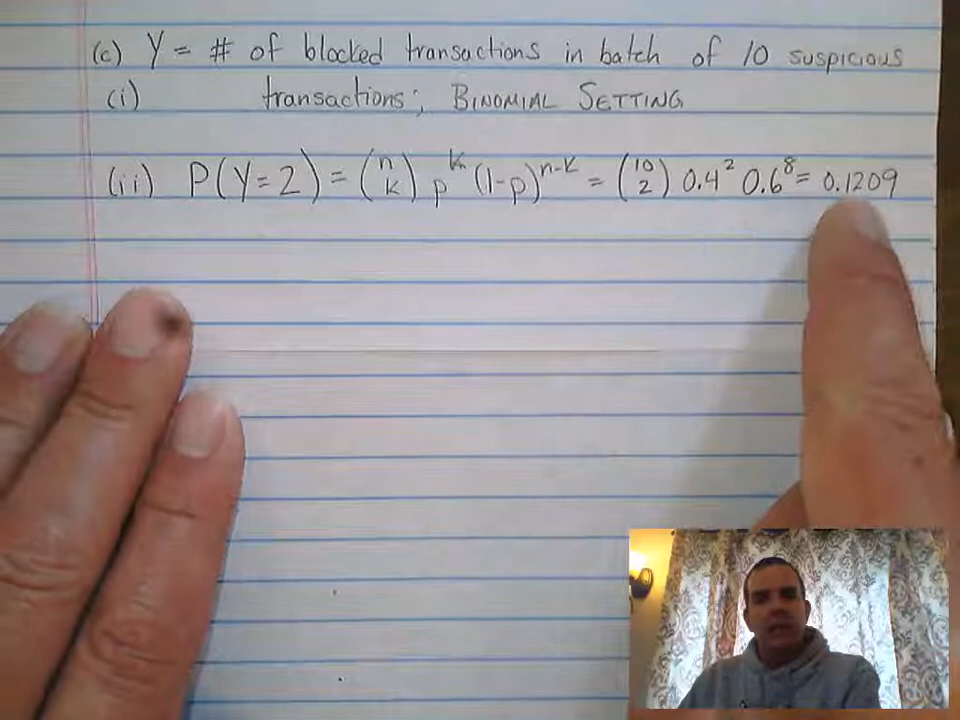 (c) Y = # of blocked transactions in batch of 10 suspicious
(i) transactions; BINOMIAL SETTING
(ii) P(Y=2) = (n k) p^k (1-p)^n-k = (10 2) 0.4^2 0.6^8 = 0.1209